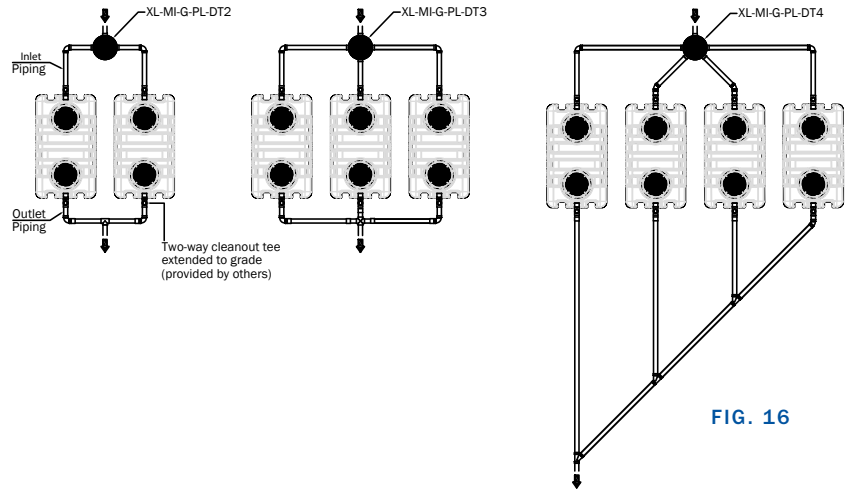 XL-MI-G-PL-DT2
XL-MI-G-PL-DT3
XL-MI-G-PL-DT4
Inlet
Piping
Outlet
Piping
Two-way cleanout tee
extended to grade
(provided by others)
FIG. 16